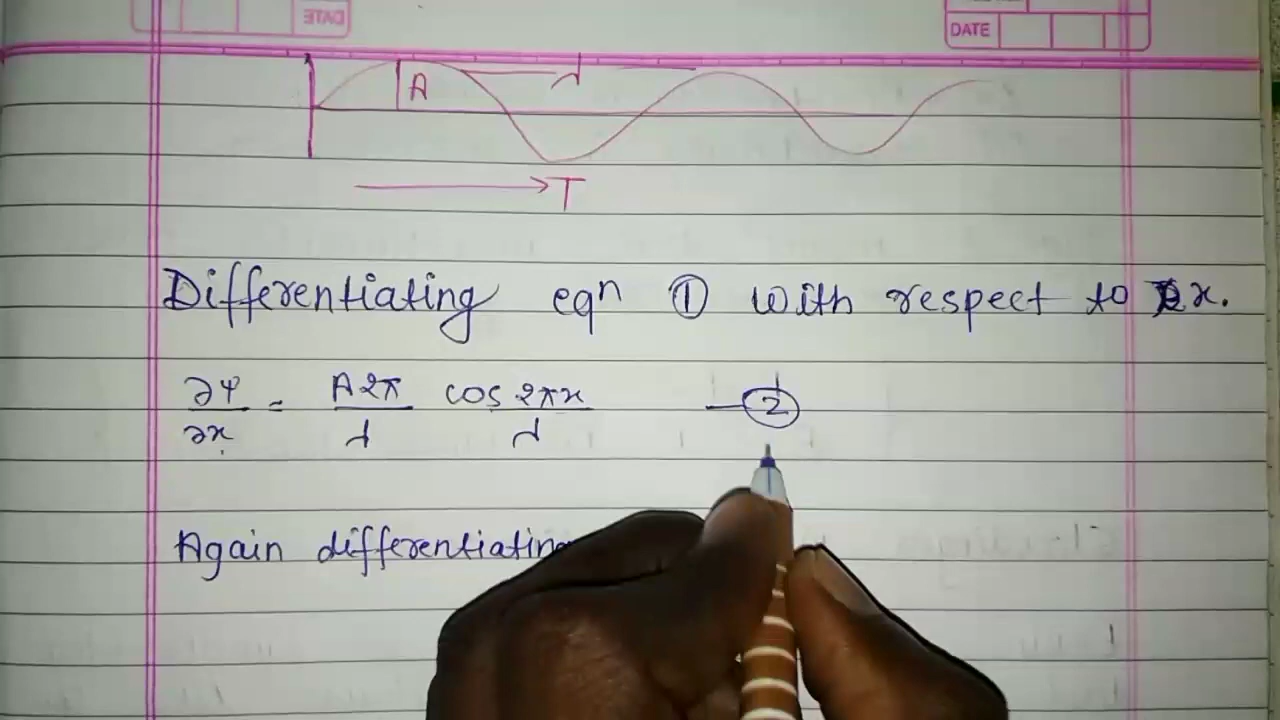 DATE
DATE
A λ
T
Differentiating eqn ① with respect to x.
∂ψ/∂x = A2π/λ cos 2πx/λ —②
Again differentiating